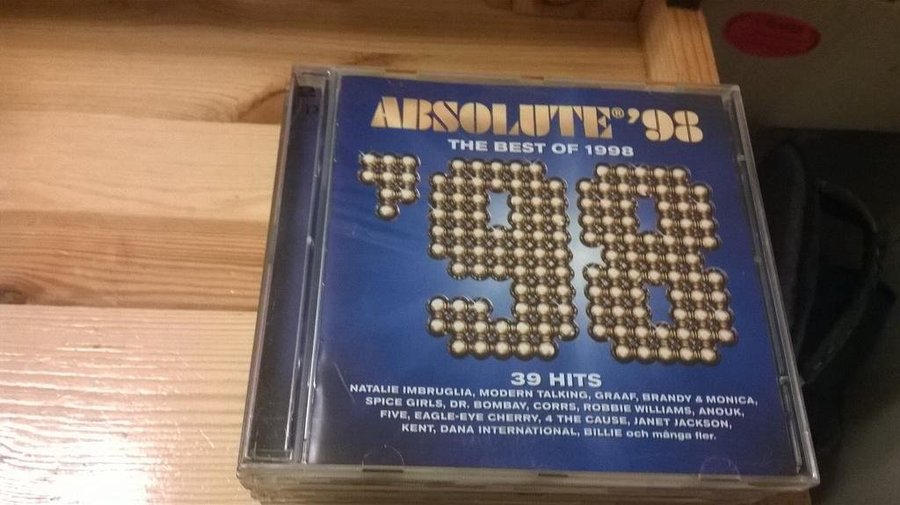 ABSOLUTE® '98
THE BEST OF 1998
'98
39 HITS
NATALIE IMBRUGLIA, MODERN TALKING, GRAAF, BRANDY & MONICA,
SPICE GIRLS, DR. BOMBAY, CORRS, ROBBIE WILLIAMS, ANOUK,
FIVE, EAGLE-EYE CHERRY, 4 THE CAUSE, JANET JACKSON,
KENT, DANA INTERNATIONAL, BILLIE och många fler.